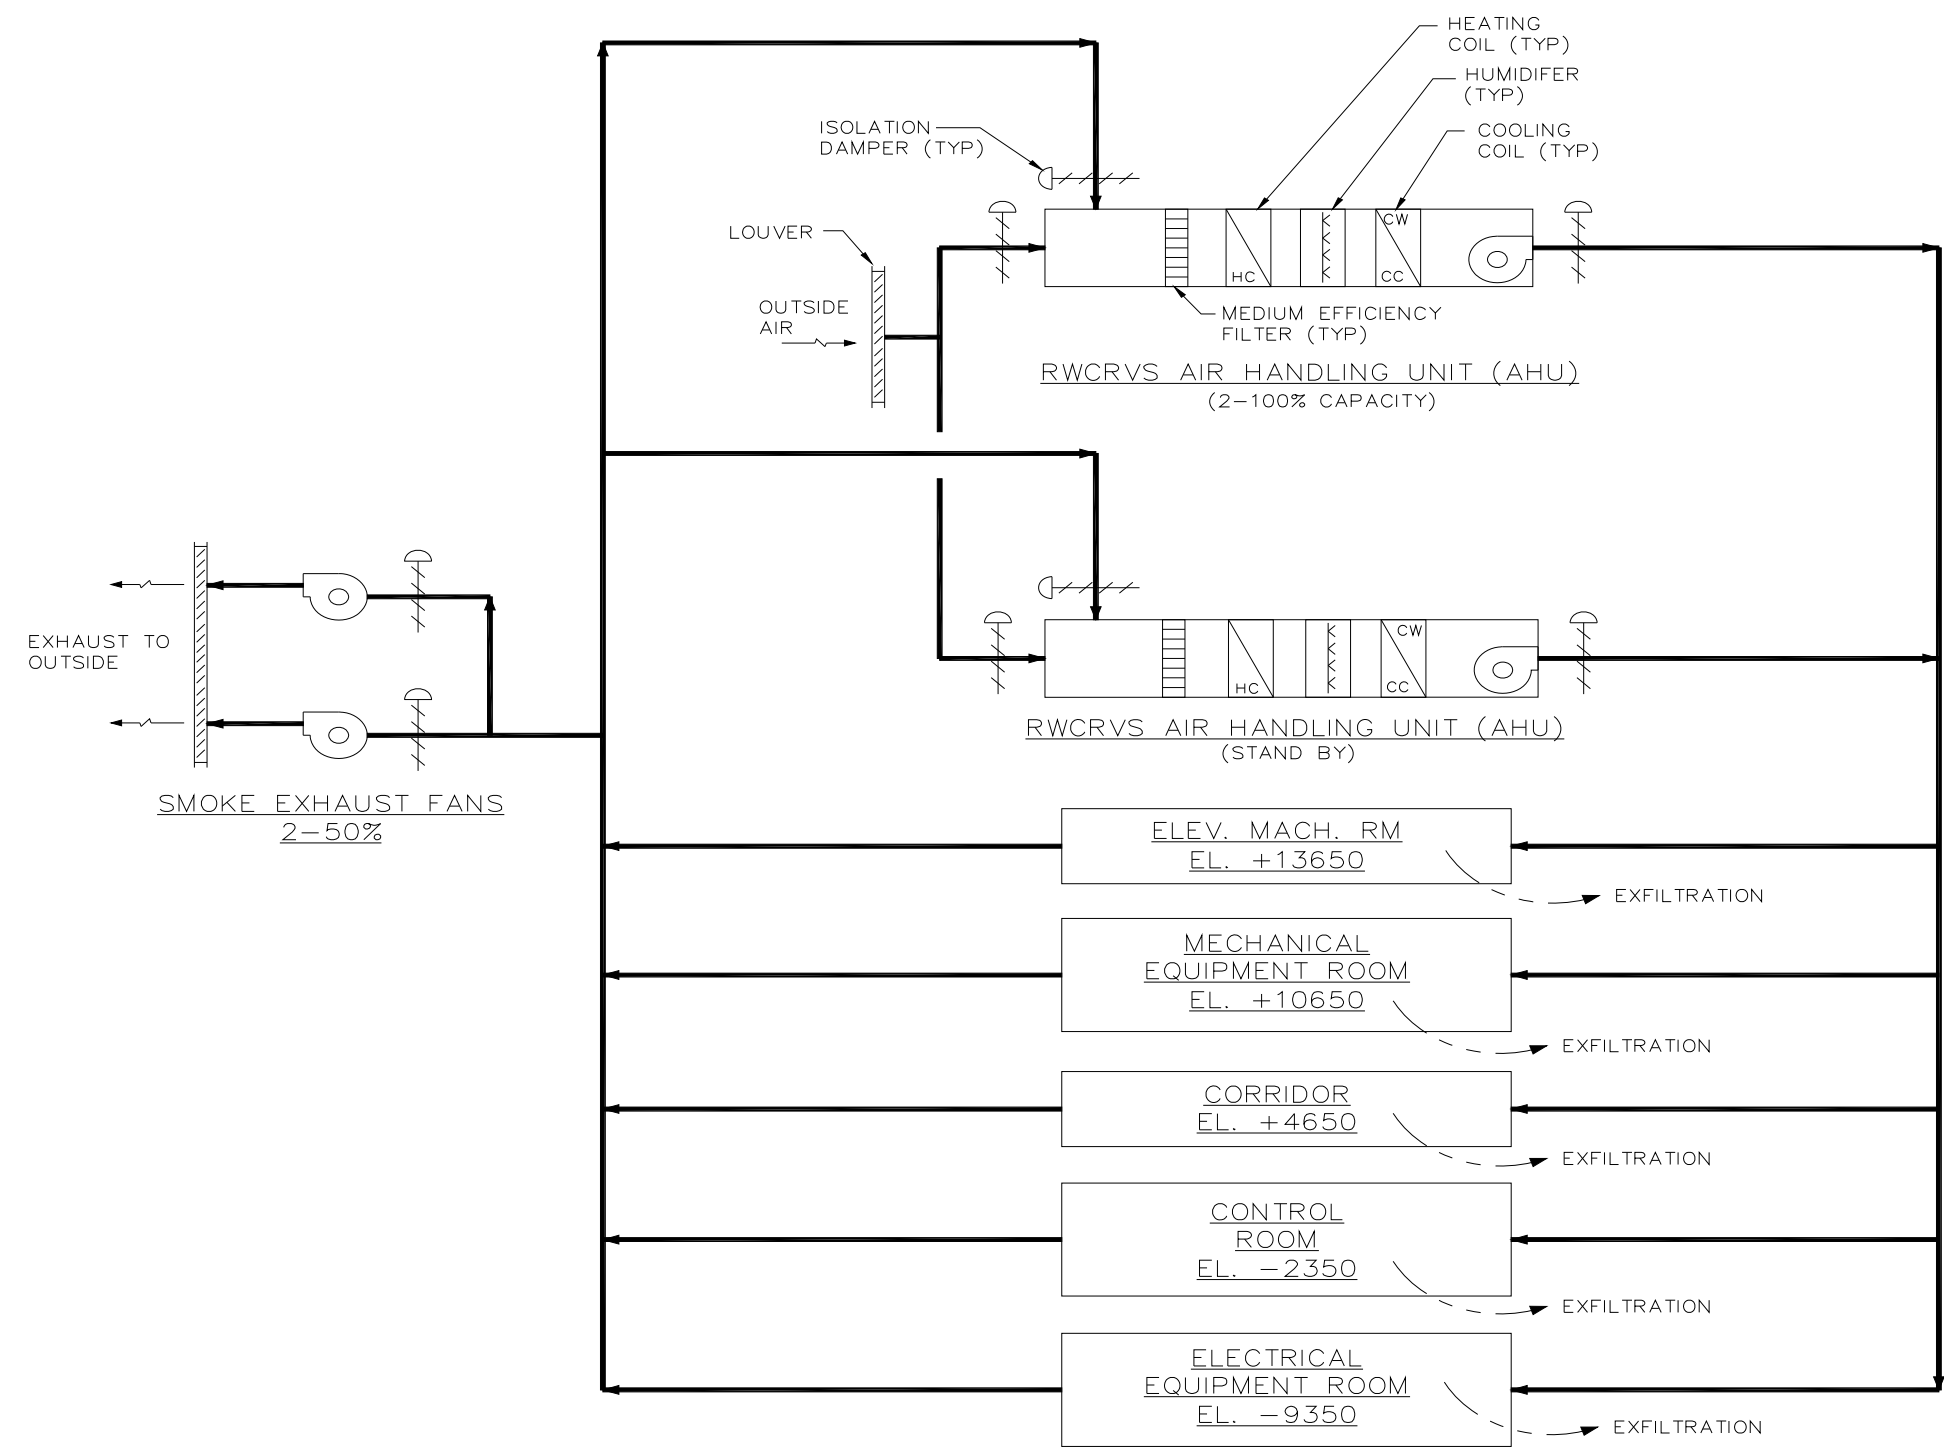 HEATING
COIL (TYP)
HUMIDIFER
(TYP)
ISOLATION
DAMPER (TYP)
COOLING
COIL (TYP)
LOUVER
CW
HC
CC
OUTSIDE
AIR
MEDIUM EFFICIENCY
FILTER (TYP)
RWCRVS AIR HANDLING UNIT (AHU)
(2-100% CAPACITY)
EXHAUST TO
OUTSIDE
CW
HC
CC
RWCRVS AIR HANDLING UNIT (AHU)
(STAND BY)
SMOKE EXHAUST FANS
2-50%
ELEV. MACH. RM
EL. +13650
EXFILTRATION
MECHANICAL
EQUIPMENT ROOM
EL. +10650
EXFILTRATION
CORRIDOR
EL. +4650
EXFILTRATION
CONTROL
ROOM
EL. -2350
EXFILTRATION
ELECTRICAL
EQUIPMENT ROOM
EL. -9350
EXFILTRATION